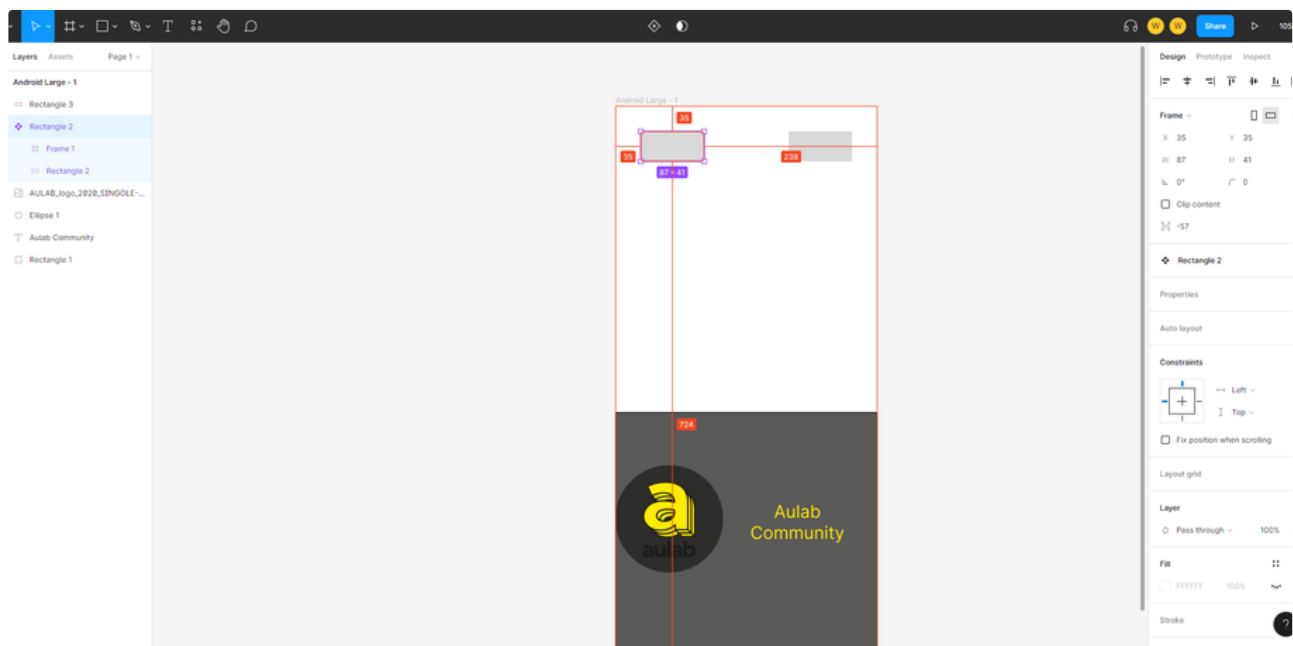 W W Share 105
Layers Assets Page 1
Android Large - 1
Rectangle 3
Rectangle 2
Frame 1
Rectangle 2
AULAB_logo_2020_SINGOLE-...
Ellipse 1
Aulab Community
Rectangle 1
Android Large - 1
35
35
238
87 × 41
724
a
aulab
Aulab
Community
Design Prototype Inspect
Frame
X 35 Y 35
W 87 H 41
0° 0
Clip content
-57
Rectangle 2
Properties
Auto layout
Constraints
Left
Top
Fix position when scrolling
Layout grid
Layer
Pass through 100%
Fill
FFFFFF 100%
Stroke
?